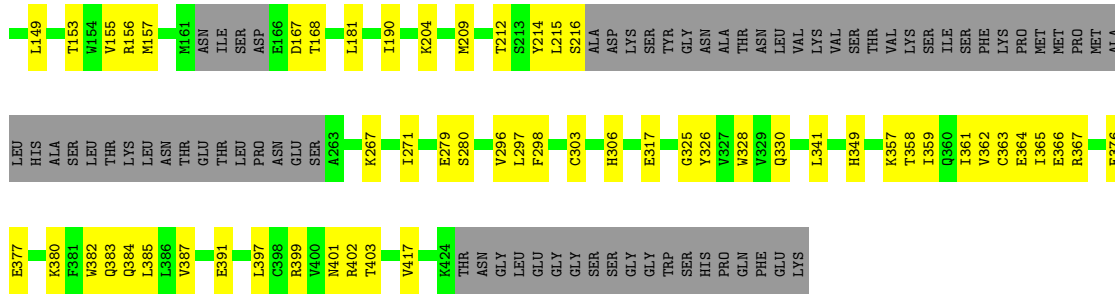 L149 T153 W154 V155 R156 M157 M161 ASN ILE SER ASP E166 D167 T168 L181 I190 K204 M209 T212 S213 Y214 L215 S216 ALA ASP LYS SER TYR GLY ASN ALA THR ASN LEU VAL LYS VAL SER THR VAL LYS SER ILE SER PHE LYS PRO MET MET PRO MET ALA
LEU HIS ALA SER LEU THR LYS LEU ASN THR GLU THR LEU PRO ASN GLU SER A263 K267 I271 E279 S280 V296 L297 F298 C303 H306 E317 G325 Y326 V327 W328 V329 Q330 L341 H349 K357 T358 I359 Q360 I361 V362 C363 E364 I365 E366 R367 E376
E377 K380 F381 W382 Q383 Q384 L385 L386 V387 E391 L397 C398 R399 V400 N401 R402 T403 V417 K424 THR ASN GLY LEU GLU GLY GLY SER SER GLY GLY TRP SER HIS PRO GLN PHE GLU LYS